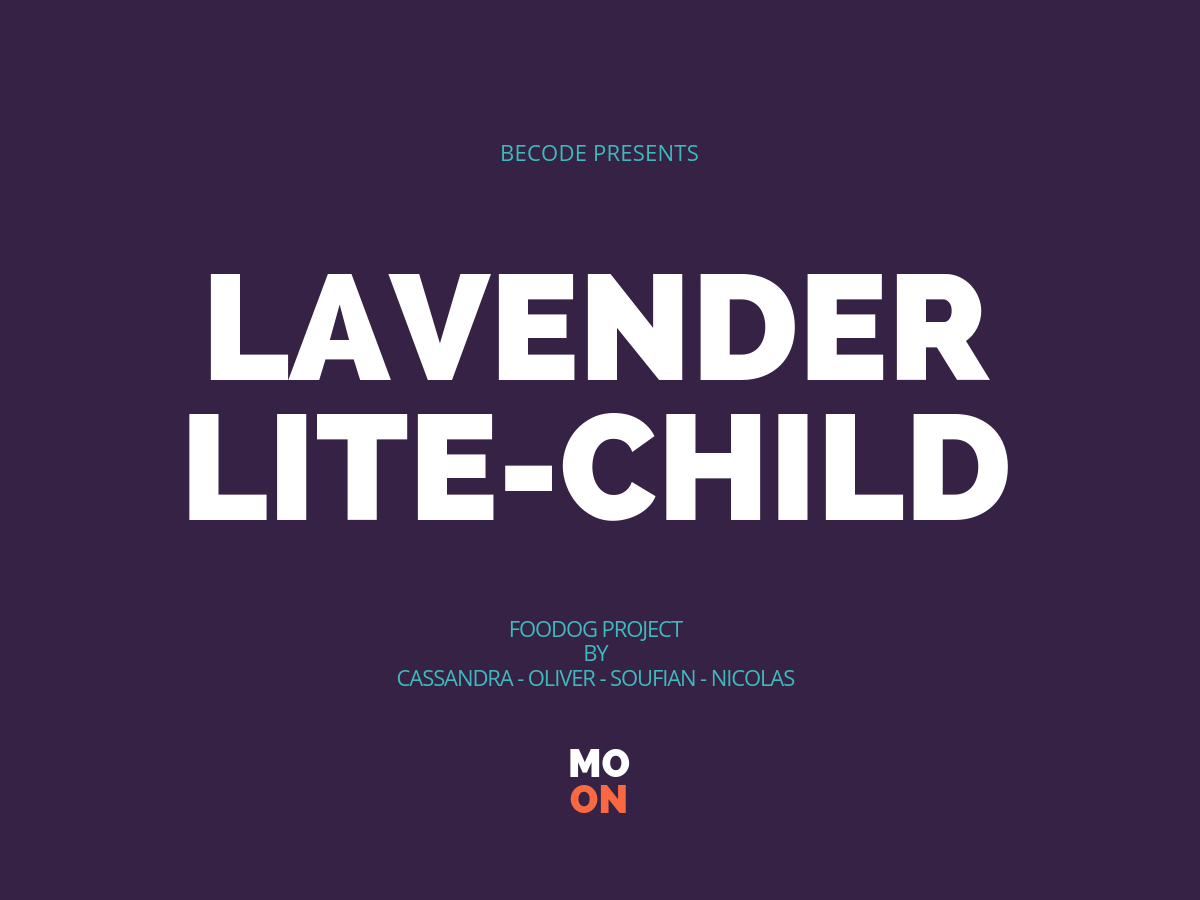 BECODE PRESENTS
LAVENDER
LITE-CHILD
FOODOG PROJECT
BY
CASSANDRA - OLIVER - SOUFIAN - NICOLAS
MO
ON